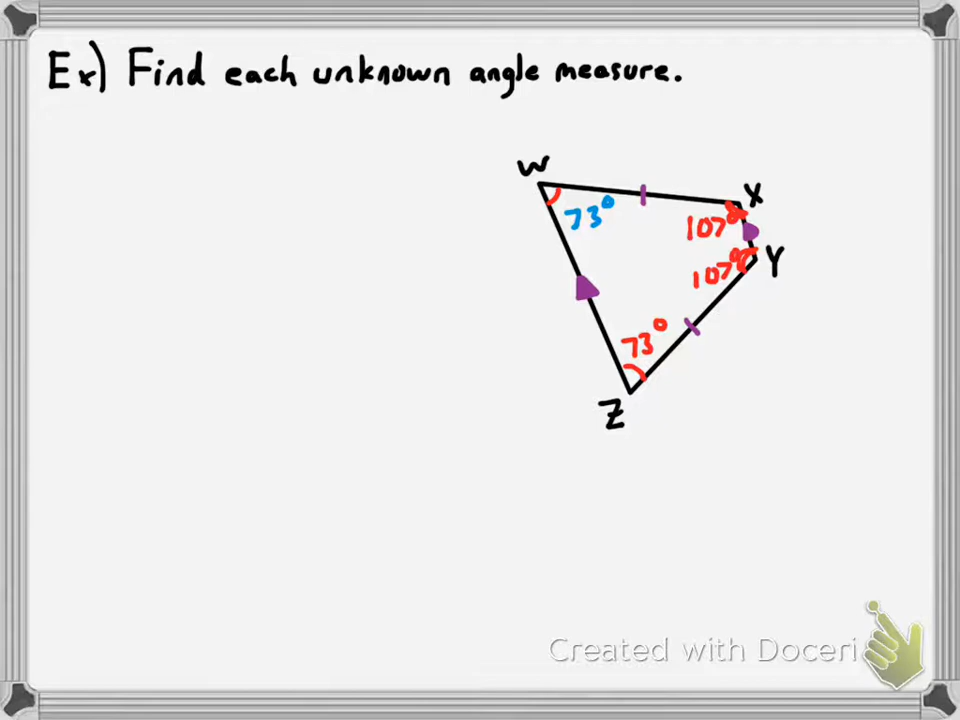 Ex) Find each unknown angle measure.
W
X
73°
107°
Y
107°
73°
Z
Created with Doceri